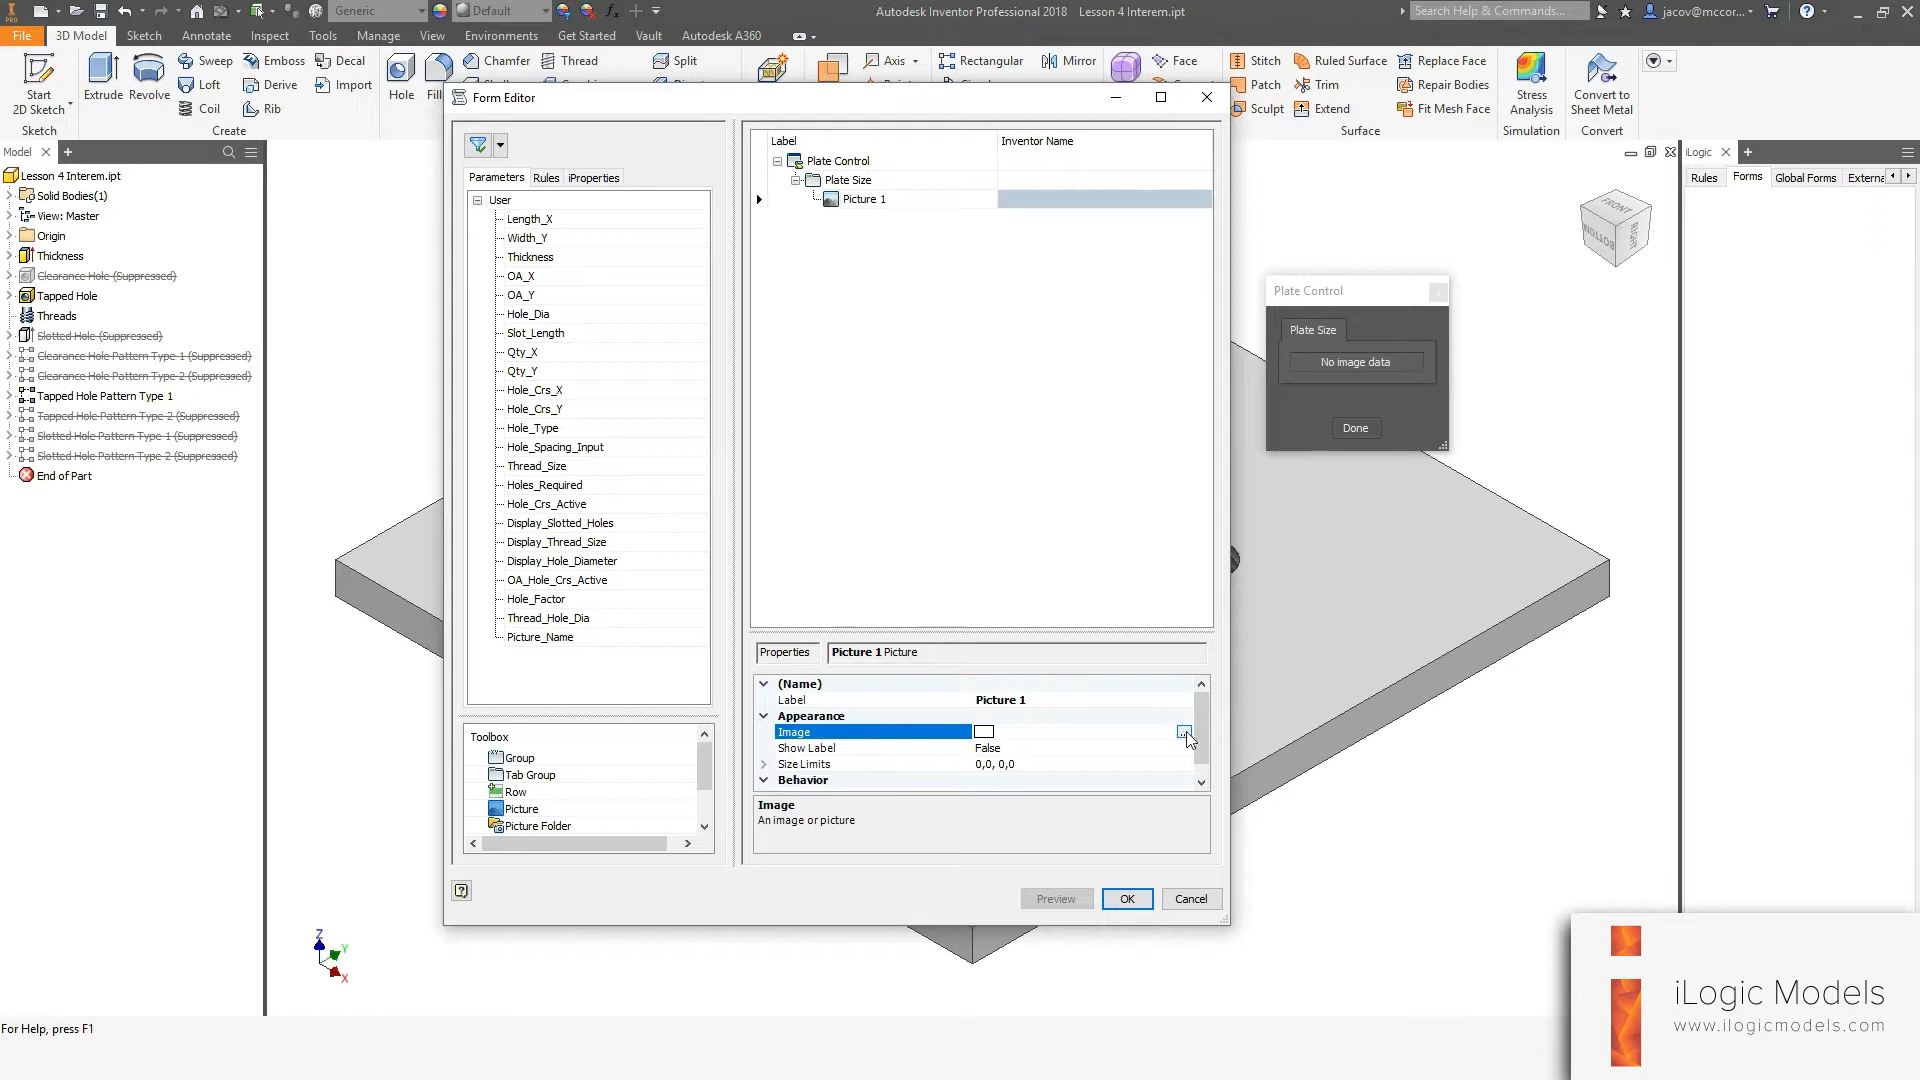 Generic
Default
Autodesk Inventor Professional 2018 Lesson 4 Interem.ipt
Search Help & Commands...
jacov@mccor...
File 3D Model Sketch Annotate Inspect Tools Manage View Environments Get Started Vault Autodesk A360
Start
2D Sketch
Sketch
Extrude
Revolve
Sweep
Loft
Coil
Emboss
Derive
Rib
Decal
Import
Create
Hole
Chamfer
Thread
Split
Axis
Rectangular
Mirror
Face
Stitch
Patch
Sculpt
Ruled Surface
Trim
Extend
Replace Face
Repair Bodies
Fit Mesh Face
Surface
Stress
Analysis
Simulation
Convert to
Sheet Metal
Convert
Model
Lesson 4 Interem.ipt
Solid Bodies(1)
View: Master
Origin
Thickness
Clearance Hole (Suppressed)
Tapped Hole
Threads
Slotted Hole (Suppressed)
Clearance Hole Pattern Type 1 (Suppressed)
Clearance Hole Pattern Type 2 (Suppressed)
Tapped Hole Pattern Type 1
Tapped Hole Pattern Type 2 (Suppressed)
Slotted Hole Pattern Type 1 (Suppressed)
Slotted Hole Pattern Type 2 (Suppressed)
End of Part
Form Editor
Parameters Rules iProperties
User
Length_X
Width_Y
Thickness
OA_X
OA_Y
Hole_Dia
Slot_Length
Qty_X
Qty_Y
Hole_Crs_X
Hole_Crs_Y
Hole_Type
Hole_Spacing_Input
Thread_Size
Holes_Required
Hole_Crs_Active
Display_Slotted_Holes
Display_Thread_Size
Display_Hole_Diameter
OA_Hole_Crs_Active
Hole_Factor
Thread_Hole_Dia
Picture_Name
Toolbox
Group
Tab Group
Row
Picture
Picture Folder
Label Inventor Name
Plate Control
Plate Size
Picture 1
Properties Picture 1 Picture
(Name)
Label Picture 1
Appearance
Image
Show Label False
Size Limits 0,0, 0,0
Behavior
Image
An image or picture
Preview OK Cancel
Plate Control
Plate Size
No image data
Done
FRONT
BOTTOM
RIGHT
iLogic
Rules Forms Global Forms Externa
Z
Y
X
For Help, press F1
iLogic Models
www.ilogicmodels.com